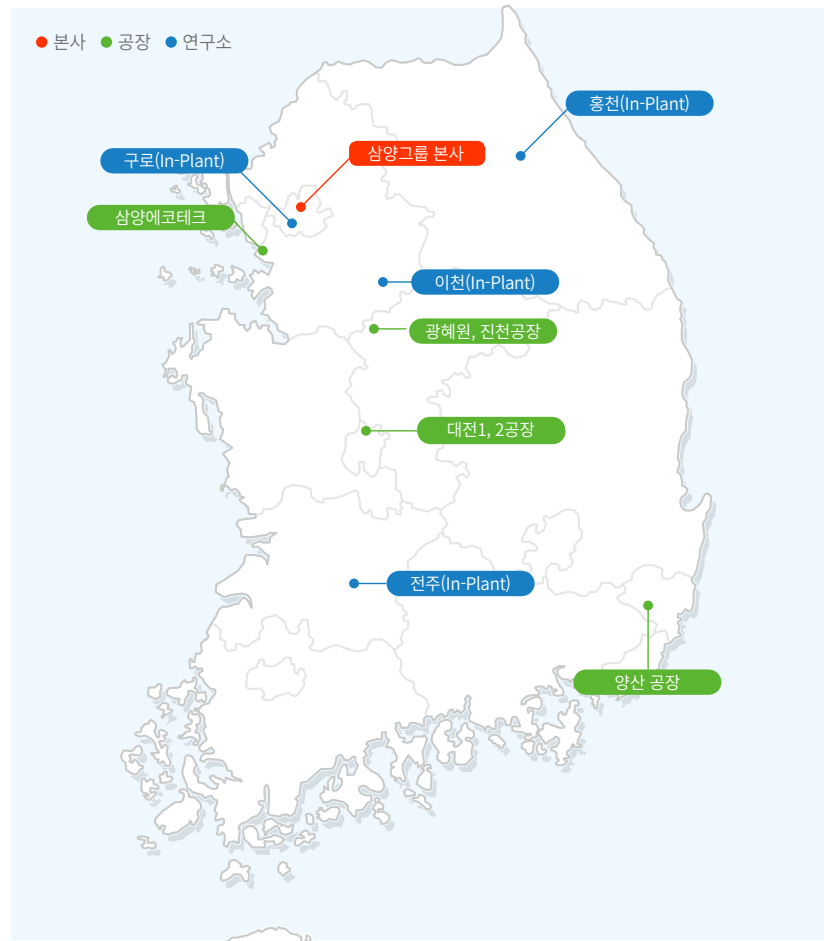 본사 공장 연구소
홍천(In-Plant)
삼양그룹 본사
구로(In-Plant)
삼양에코테크
이천(In-Plant)
광혜원, 진천공장
대전1, 2공장
전주(In-Plant)
양산 공장